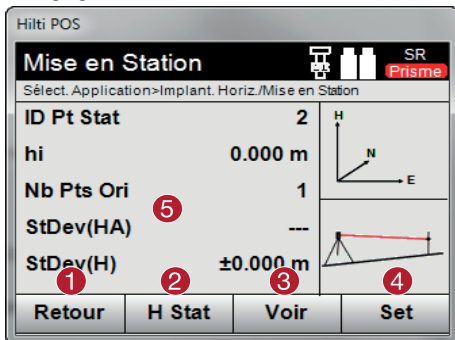 Hilti POS
Mise en Station
SR
Prisme
Sélect. Application>Implant. Horiz./Mise en Station
ID Pt Stat 2
hi 0.000 m
Nb Pts Ori 1
StDev(HA) ---
StDev(H) ±0.000 m
H
N
E
5
1 2 3 4
Retour H Stat Voir Set